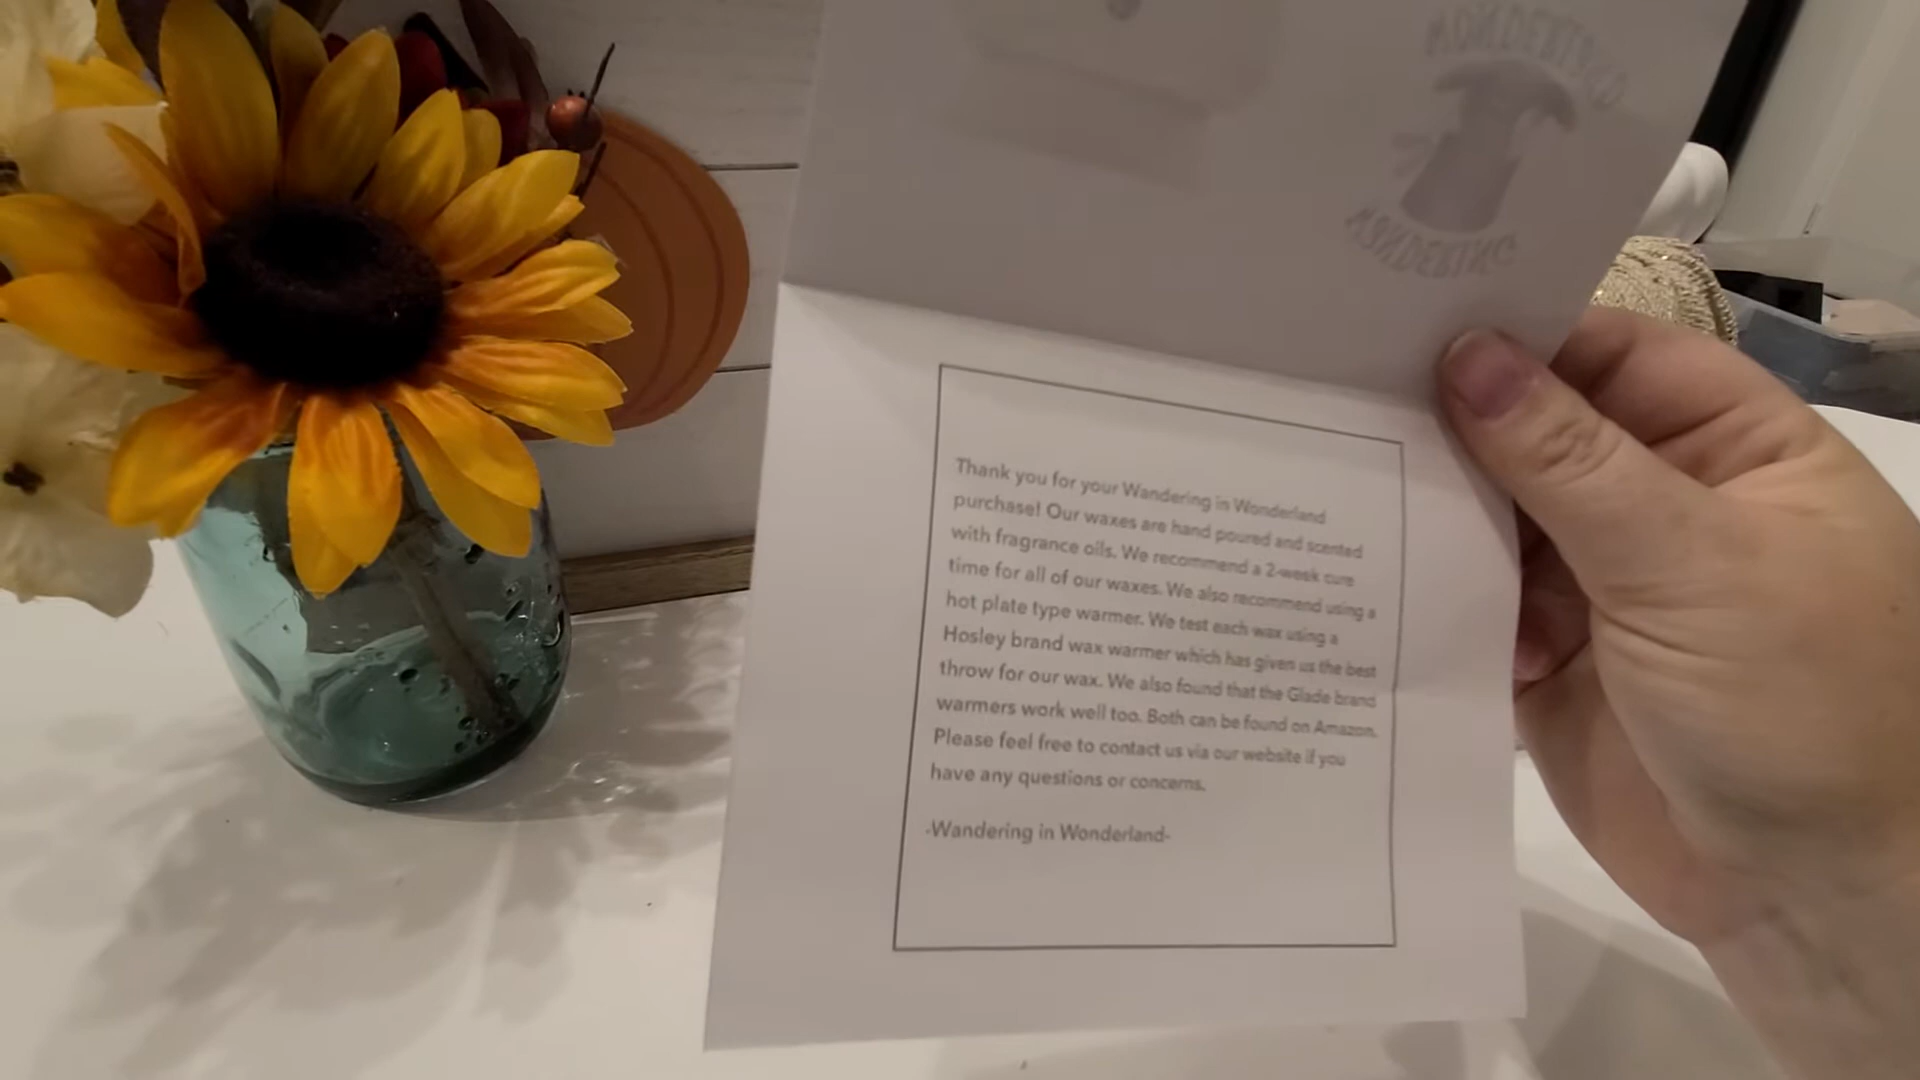 Thank you for your Wandering in Wonderland
purchase! Our waxes are hand poured and scented
with fragrance oils. We recommend a 2-week cure
time for all of our waxes. We also recommend using a
hot plate type warmer. We test each wax using a
Hosley brand wax warmer which has given us the best
throw for our wax. We also found that the Glade brand
warmers work well too. Both can be found on Amazon.
Please feel free to contact us via our website if you
have any questions or concerns.
-Wandering in Wonderland-